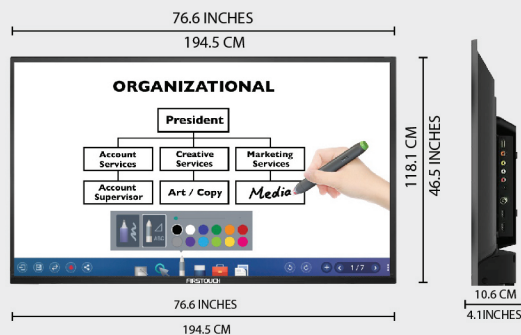 76.6 INCHES
194.5 CM
ORGANIZATIONAL
President
Account
Services
Creative
Services
Marketing
Services
Account
Supervisor
Art / Copy
Media
ABC
1/7
FIRSTOUCH
118.1 CM
46.5 INCHES
76.6 INCHES
194.5 CM
10.6 CM
4.1INCHES